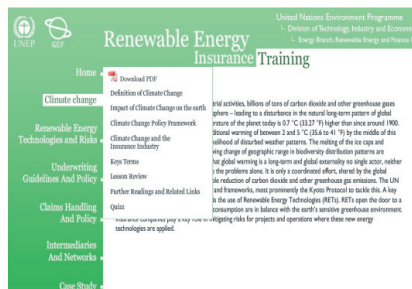 United Nations Environment Programme
Division of Technology, Industry and Economics
Energy Branch, Renewable Energy and Finance
UNEP
GEF
Renewable Energy
Insurance Training
Home
Climate change
Renewable Energy
Technologies and Risks
Underwriting
Guidelines And Policy
Claims Handling
And Policy
Intermediaries
And Networks
Case Study
Download PDF
Definition of Climate Change
Impact of Climate Change on the earth
Climate Change Policy Framework
Climate Change and the
Insurance Industry
Keys Terms
Lesson Review
Further Readings and Related Links
Quizz
rial activities, billions of tons of carbon dioxide and other greenhouse gases
sphere – leading to a disturbance in the natural long-term pattern of global
rature of the planet today is 0.7 °C (33.27 °F) higher than since around 1900.
ditional warming of between 2 and 5 °C (35.6 to 41 °F) by the middle of this
elihood of disturbed weather patterns. The melting of the ice caps and
ving change of geographic range in biodiversity distribution patterns are
hat global warming is a long-term and global externality no single actor, neither
the problems alone. It is only a coordinated effort, shared by the global
ble reduction of carbon dioxide and other greenhouse gas emissions. The UN
and frameworks, most prominently the Kyoto Protocol to tackle this. A key
is the use of Renewable Energy Technologies (RETs). RETs open the door to a
consumption are in balance with the earth's sensitive greenhouse environment.
Insurance companies play a key role in mitigating risks for projects and operations where these new energy
technologies are applied.